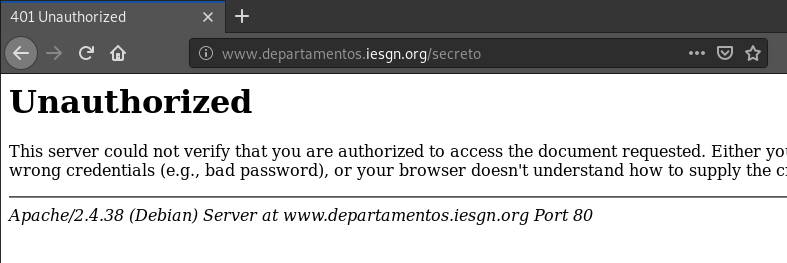 401 Unauthorized
www.departamentos.iesgn.org/secreto
Unauthorized
This server could not verify that you are authorized to access the document requested. Either you
wrong credentials (e.g., bad password), or your browser doesn't understand how to supply the
Apache/2.4.38 (Debian) Server at www.departamentos.iesgn.org Port 80